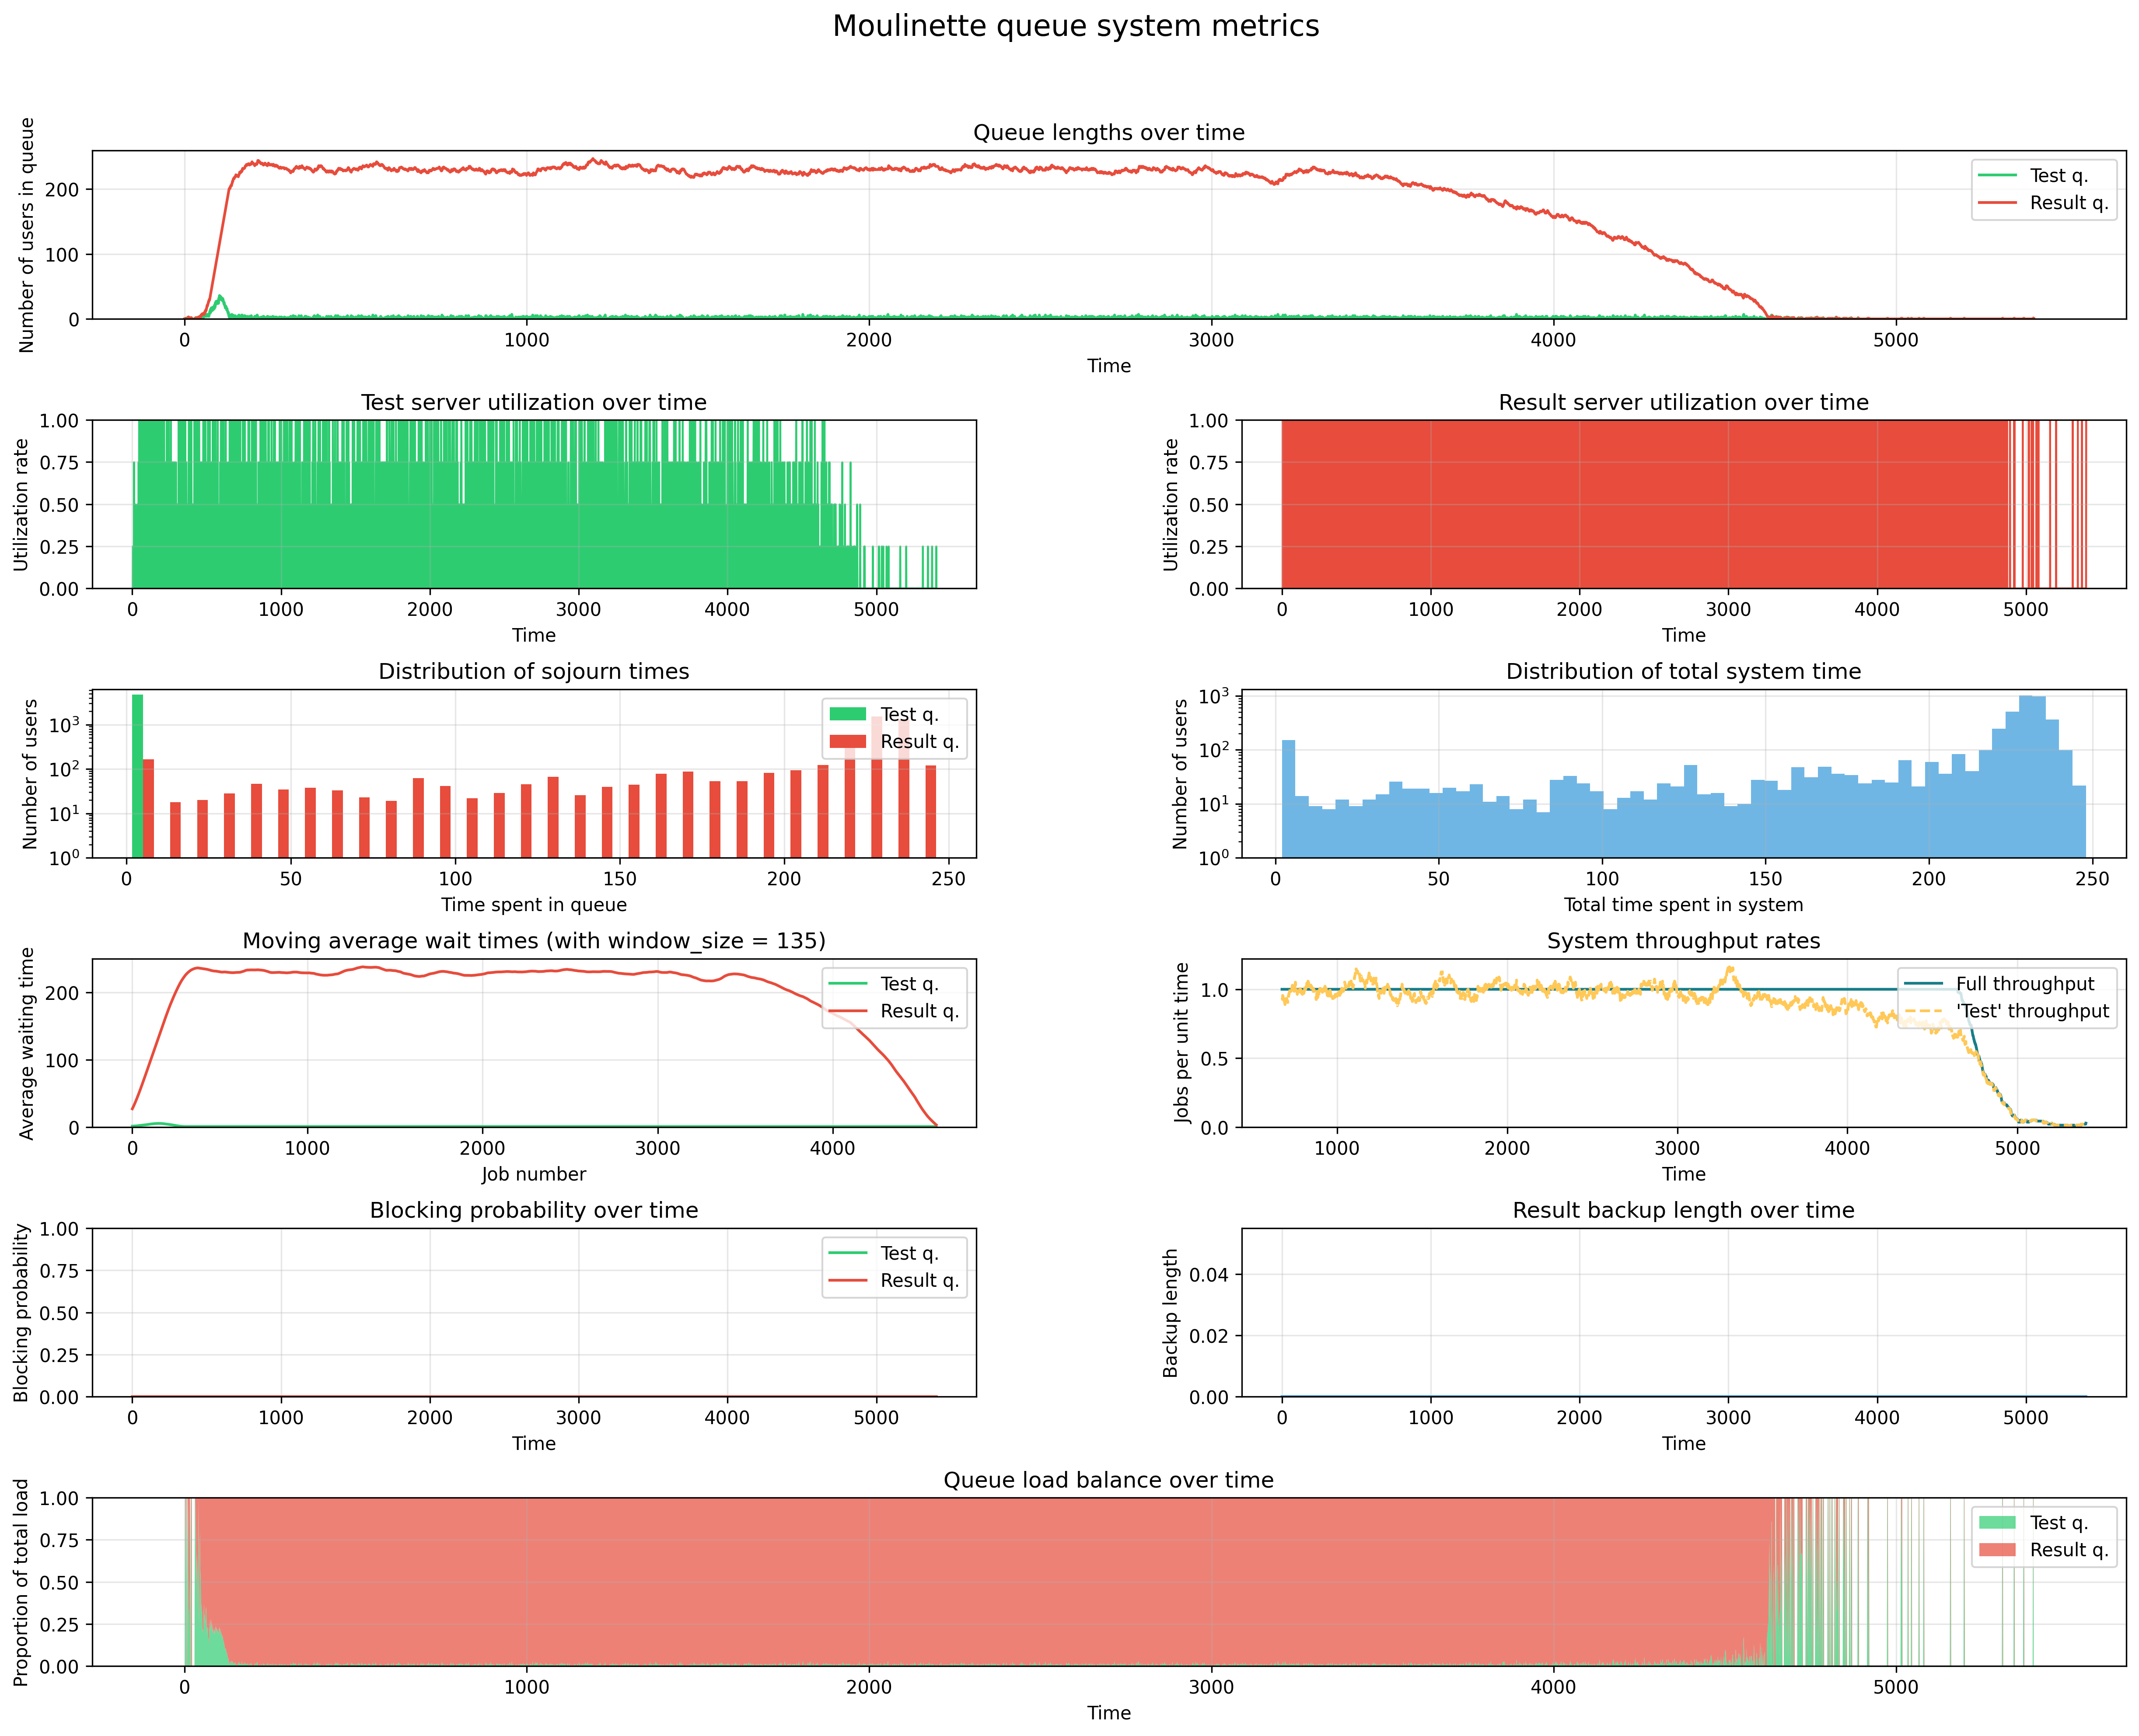 Moulinette queue system metrics
Queue lengths over time
Number of users in queue
200
100
0
Test q.
Result q.
0 1000 2000 3000 4000 5000
Time
Test server utilization over time
Utilization rate
1.00
0.75
0.50
0.25
0.00
0 1000 2000 3000 4000 5000
Time
Result server utilization over time
Utilization rate
1.00
0.75
0.50
0.25
0.00
0 1000 2000 3000 4000 5000
Time
Distribution of sojourn times
Number of users
10³
10²
10¹
10⁰
Test q.
Result q.
0 50 100 150 200 250
Time spent in queue
Distribution of total system time
Number of users
10³
10²
10¹
10⁰
0 50 100 150 200 250
Total time spent in system
Moving average wait times (with window_size = 135)
Average waiting time
200
100
0
Test q.
Result q.
0 1000 2000 3000 4000
Job number
System throughput rates
Jobs per unit time
1.0
0.5
0.0
Full throughput
'Test' throughput
1000 2000 3000 4000 5000
Time
Blocking probability over time
Blocking probability
1.00
0.75
0.50
0.25
0.00
Test q.
Result q.
0 1000 2000 3000 4000 5000
Time
Result backup length over time
Backup length
0.04
0.02
0.00
0 1000 2000 3000 4000 5000
Time
Queue load balance over time
Proportion of total load
1.00
0.75
0.50
0.25
0.00
Test q.
Result q.
0 1000 2000 3000 4000 5000
Time